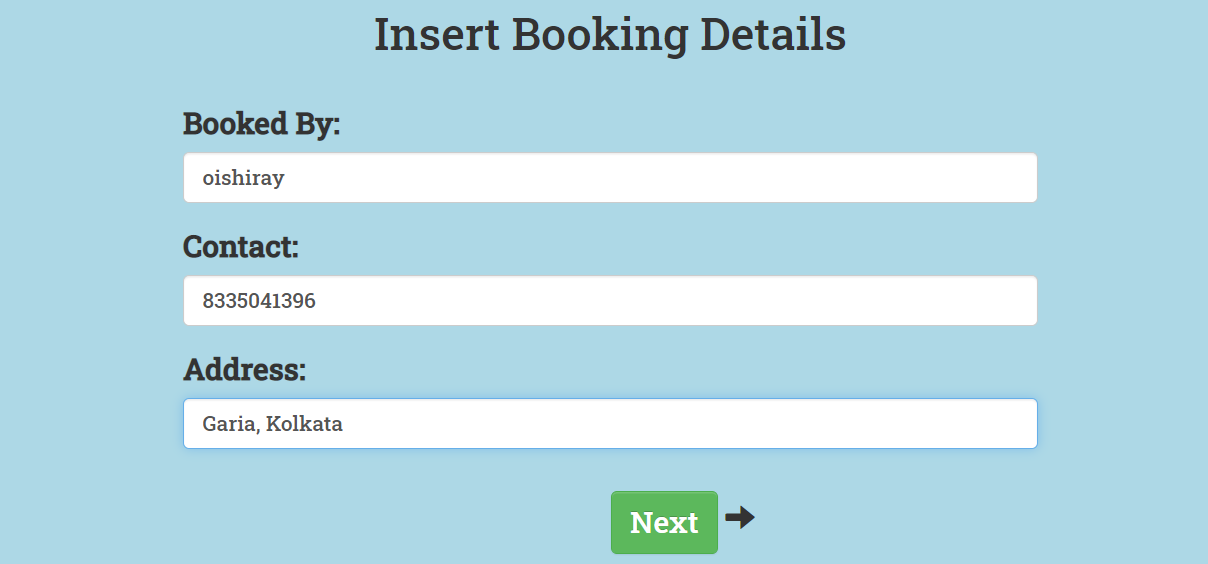 Insert Booking Details
Booked By:
oishiray
Contact:
8335041396
Address:
Garia, Kolkata
Next